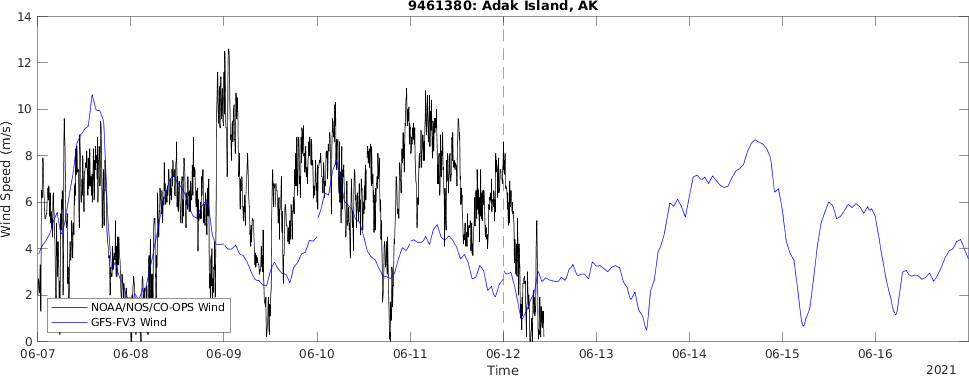 9461380: Adak Island, AK
Wind Speed (m/s)
14
12
10
8
6
4
2
0
NOAA/NOS/CO-OPS Wind
GFS-FV3 Wind
06-07 06-08 06-09 06-10 06-11 06-12 06-13 06-14 06-15 06-16
Time
2021